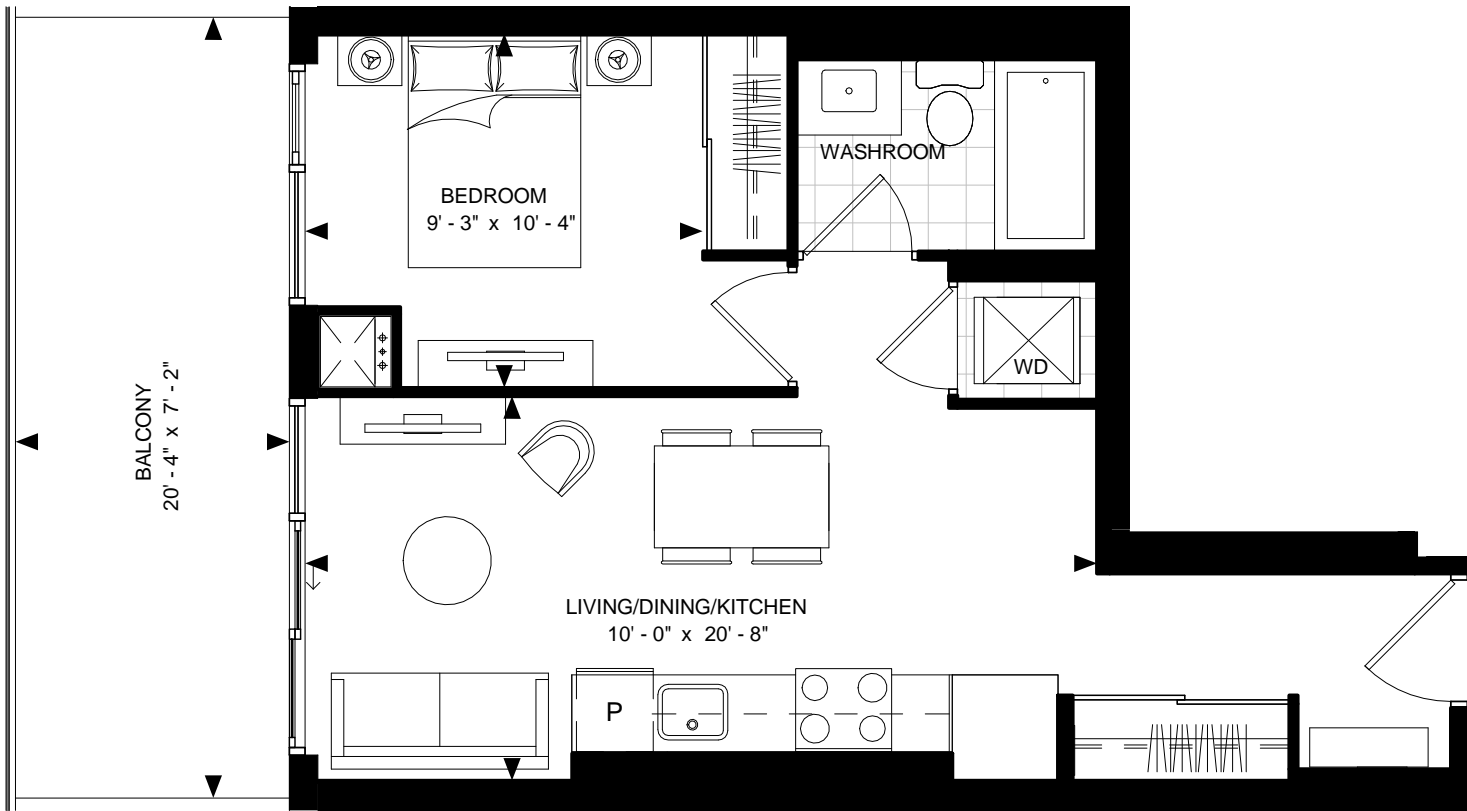 BEDROOM
9' - 3" x 10' - 4"
WASHROOM
WD
BALCONY
20' - 4" x 7' - 2"
LIVING/DINING/KITCHEN
10' - 0" x 20' - 8"
P